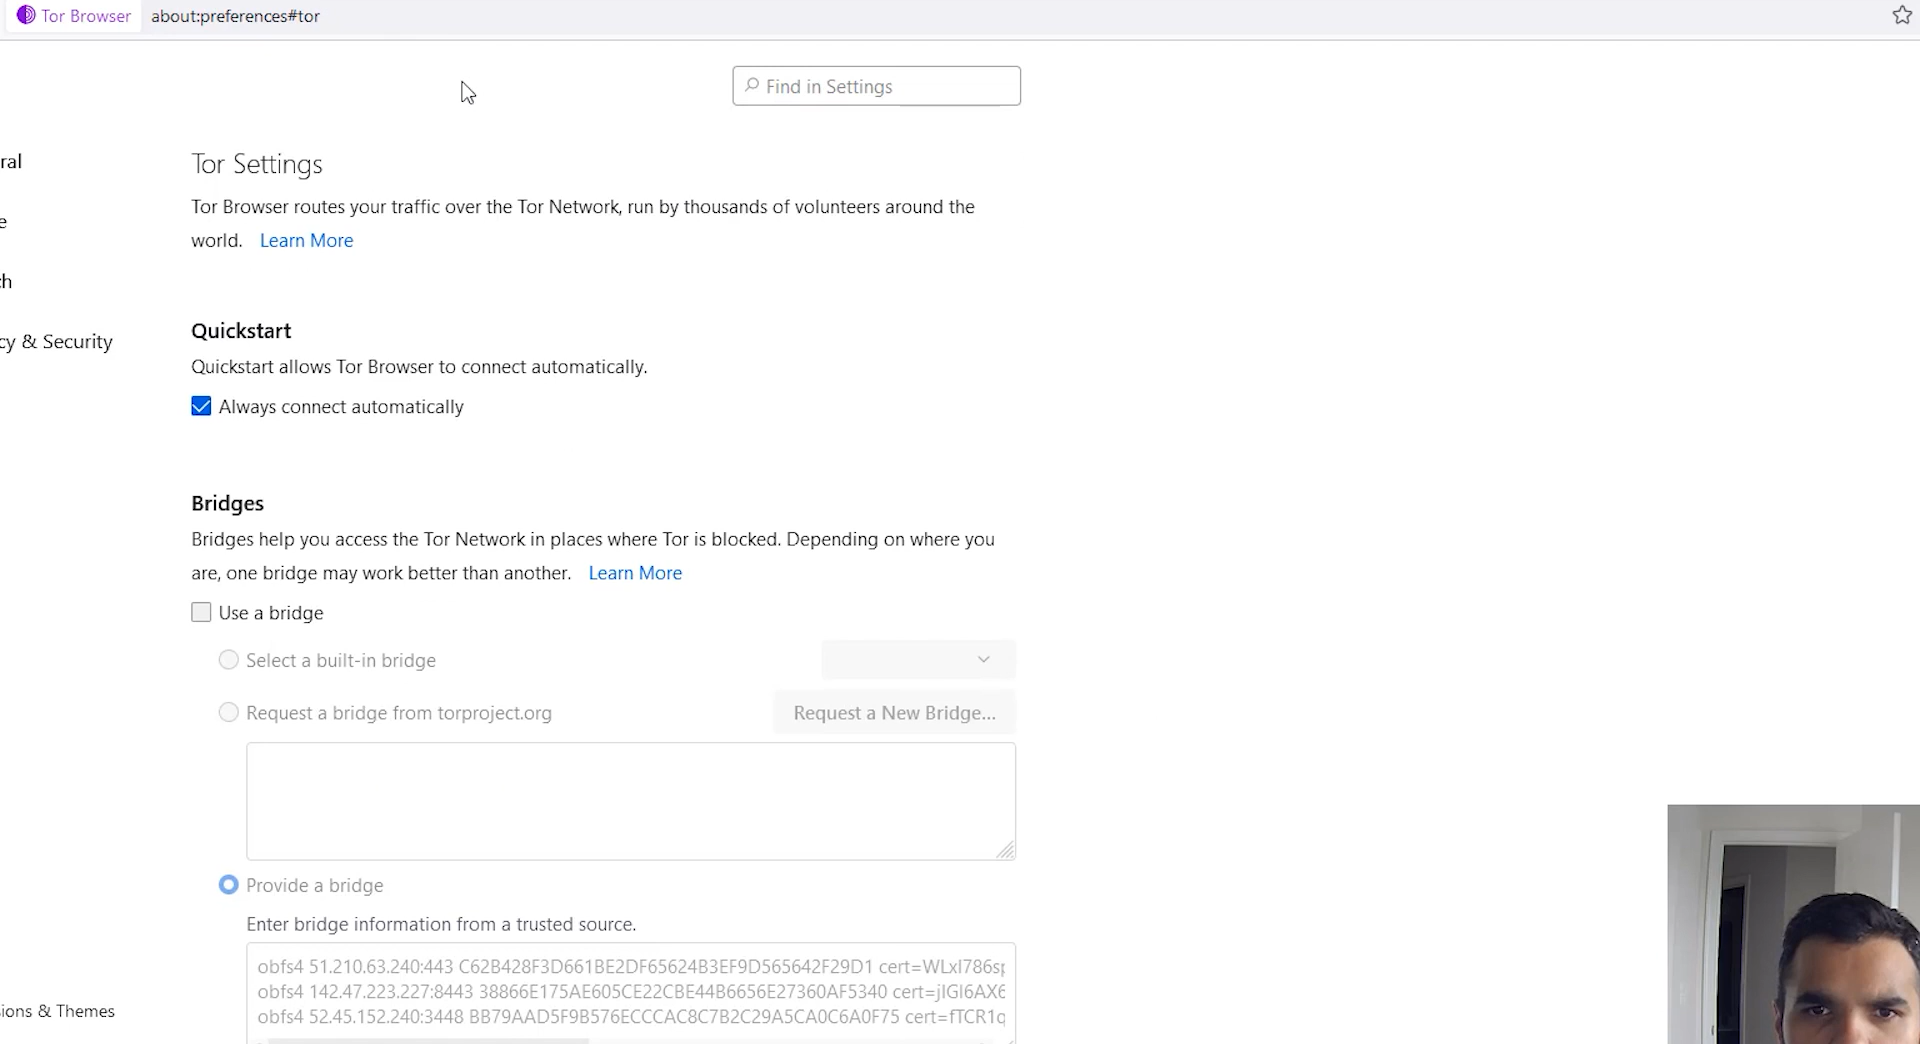 Tor Browser about:preferences#tor
Find in Settings
ral
Tor Settings
Tor Browser routes your traffic over the Tor Network, run by thousands of volunteers around the
e
world. Learn More
ch
Quickstart
cy & Security
Quickstart allows Tor Browser to connect automatically.
Always connect automatically
Bridges
Bridges help you access the Tor Network in places where Tor is blocked. Depending on where you
are, one bridge may work better than another. Learn More
Use a bridge
Select a built-in bridge
Request a bridge from torproject.org Request a New Bridge...
Provide a bridge
Enter bridge information from a trusted source.
obfs4 51.210.63.240:443 C62B428F3D661BE2DF65624B3EF9D565642F29D1 cert=WLxI786sp
obfs4 142.47.223.227:8443 38866E175AE605CE22CBE44B6656E27360AF5340 cert=jIGI6AX6
ions & Themes
obfs4 52.45.152.240:3448 BB79AAD5F9B576ECCCAC8C7B2C29A5CA0C6A0F75 cert=fTCR1q